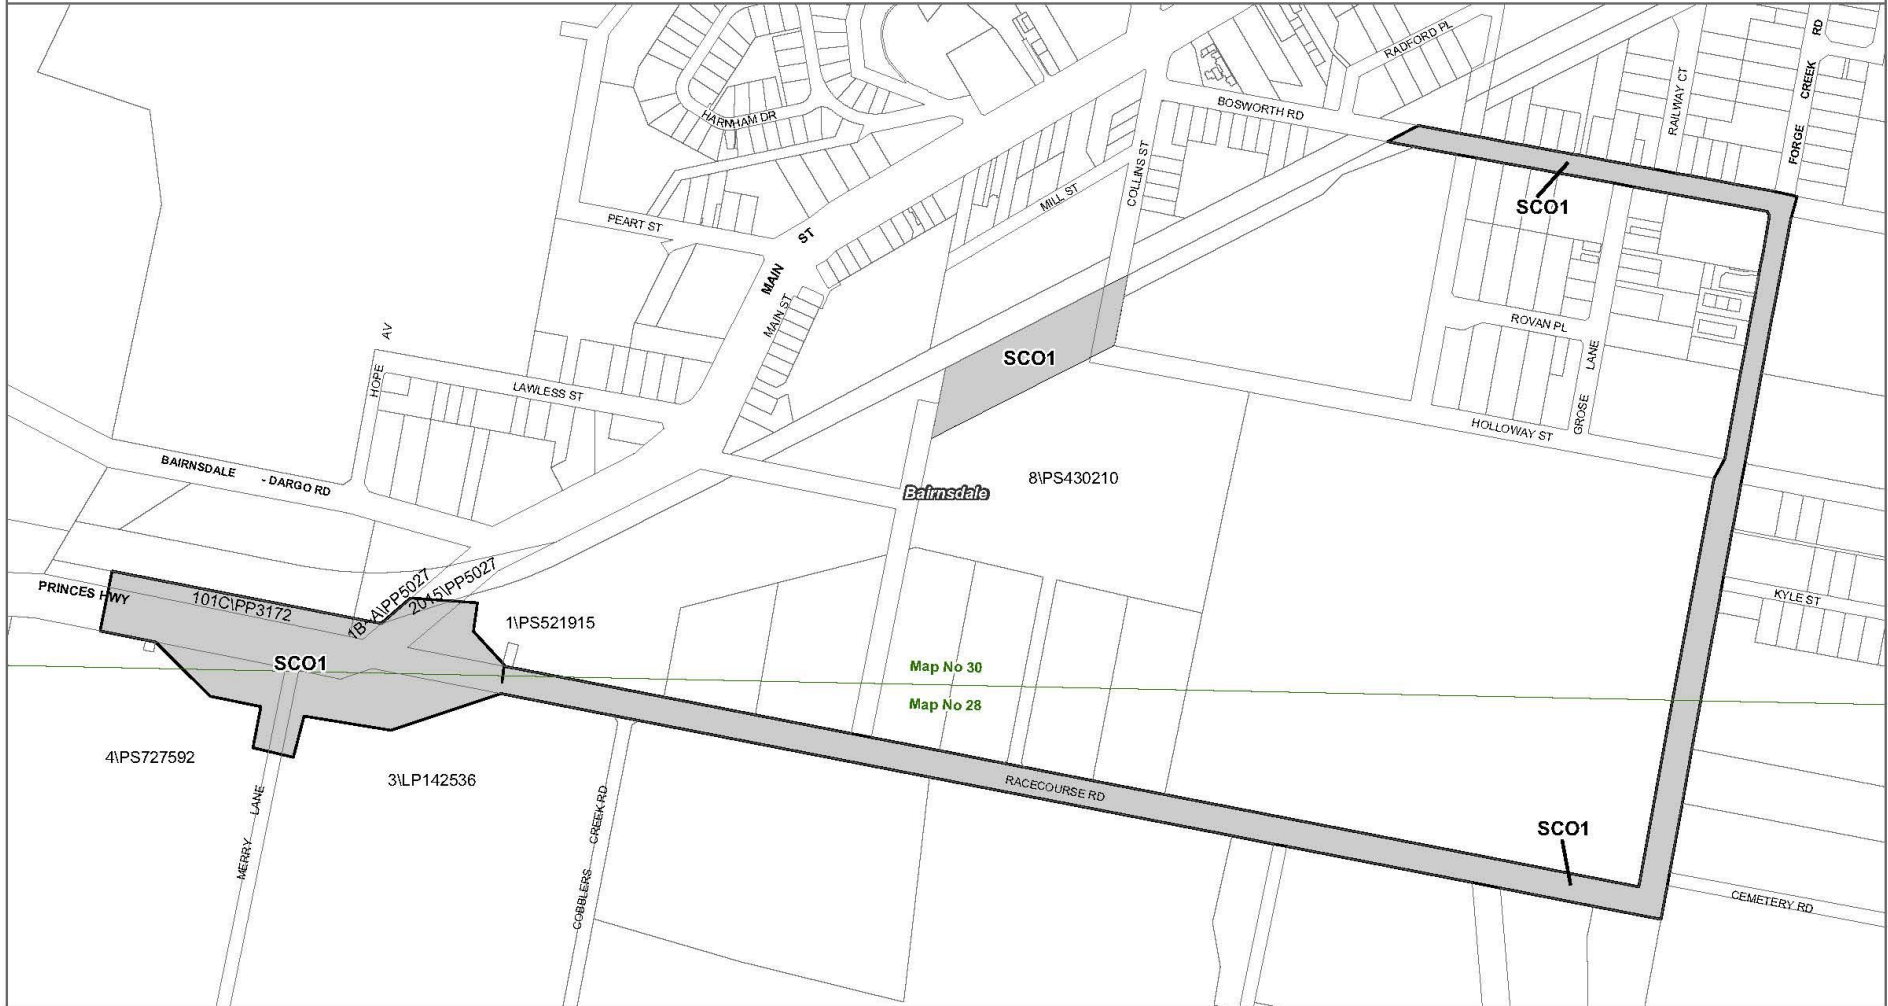 RADFORD PL
RD
CREEK
FORGE
RAILWAY CT
BOSWORTH RD
HARNHAM DR
COLLINS ST
MILL ST
SCO1
PEART ST
ST
MAIN
MAIN ST
ROVAN PL
AV
HOPE
SCO1
LANE
GROSE
LAWLESS ST
HOLLOWAY ST
BAIRNSDALE - DARGO RD
8\PS430210
Bairnsdale
PRINCES HWY
101C\PP3172
1B~A\PP5027
2015\PP5027
1\PS521915
KYLE ST
SCO1
Map No 30
Map No 28
4\PS727592
3\LP142536
RACECOURSE RD
LANE
MERRY
CREEK RD
COBBLERS
SCO1
CEMETERY RD